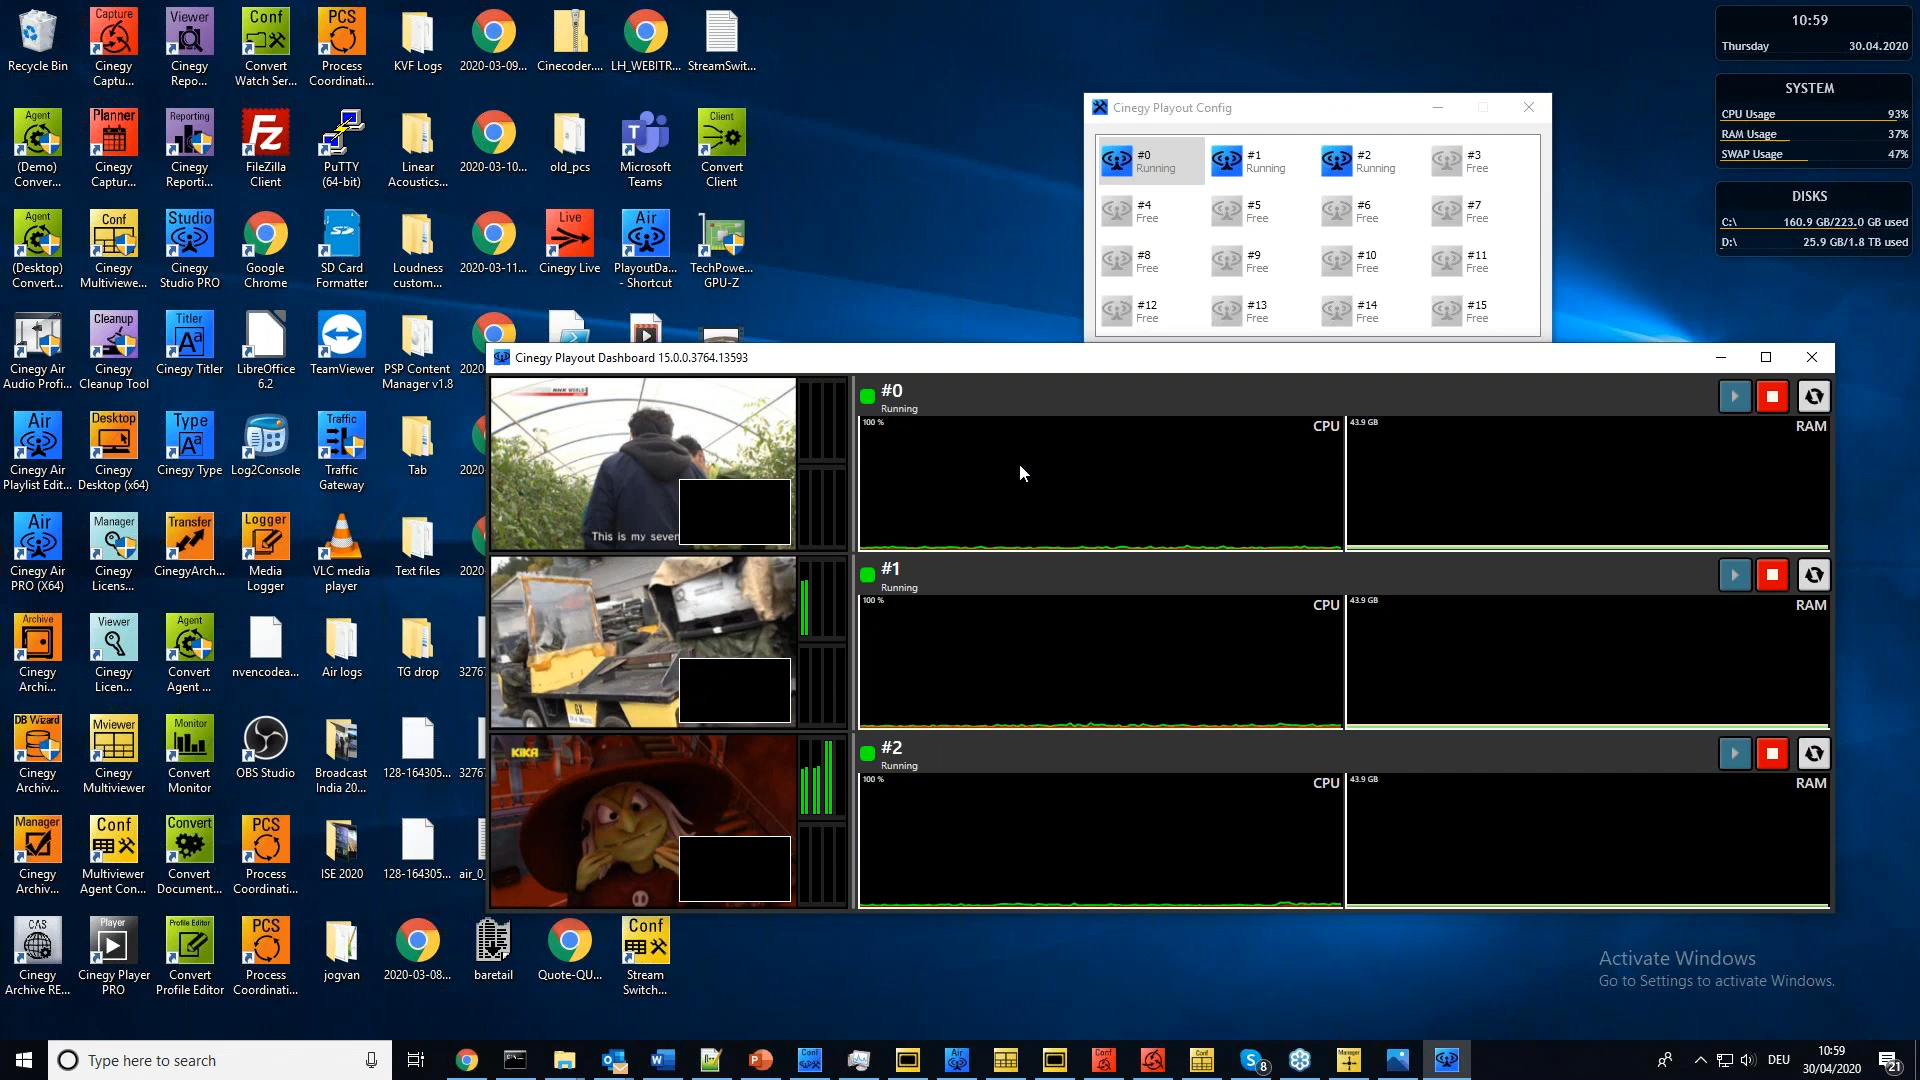 Recycle Bin
Capture
Cinegy
Captu...
Viewer
Cinegy
Repo...
Conf
Convert
Watch Ser...
PCS
Process
Coordinati...
KVF Logs
2020-03-09...
Cinecoder....
LH_WEBITR...
StreamSwit...
Agent
(Demo)
Conver...
Planner
Cinegy
Captur...
Reporting
Cinegy
Reporti...
FileZilla
Client
PuTTY
(64-bit)
Linear
Acoustics...
2020-03-10...
old_pcs
Microsoft
Teams
Client
Convert
Client
Agent
(Desktop)
Convert...
Conf
Cinegy
Multiviewe...
Studio
Cinegy
Studio PRO
Google
Chrome
SD Card
Formatter
Loudness
custom...
2020-03-11...
Live
Cinegy Live
Air
PlayoutDa...
- Shortcut
TechPowe...
GPU-Z
Cinegy Air
Audio Profi...
Cleanup
Cinegy
Cleanup Tool
Titler
Cinegy Titler
LibreOffice
6.2
TeamViewer
PSP Content
Manager v1.8
Air
Cinegy Air
Playlist Edit...
Desktop
Cinegy
Desktop (x64)
Type
Cinegy Type
Log2Console
Traffic
Traffic
Gateway
Tab
2020
Air
Cinegy Air
PRO (X64)
Manager
Cinegy
Licens...
Transfer
CinegyArch...
Logger
Media
Logger
VLC media
player
Text files
2020
Archive
Cinegy
Archi...
Viewer
Cinegy
Licen...
Agent
Convert
Agent ...
nvencodea...
Air logs
TG drop
3276
DB Wizard
Cinegy
Archiv...
Mviewer
Cinegy
Multiviewer
Monitor
Convert
Monitor
OBS Studio
Broadcast
India 20...
128-164305...
3276
Manager
Cinegy
Archiv...
Conf
Multiviewer
Agent Con...
Convert
Convert
Document...
PCS
Process
Coordinati...
ISE 2020
128-164305...
air_0_
CAS
Cinegy
Archive RE...
Player
Cinegy Player
PRO
Profile Editor
Convert
Profile Editor
PCS
Process
Coordinati...
jogvan
2020-03-08...
baretail
Quote-QU...
Conf
Stream
Switch...
10:59
Thursday 30.04.2020
SYSTEM
CPU Usage 93%
RAM Usage 37%
SWAP Usage 47%
DISKS
C:\ 160.9 GB/223.0 GB used
D:\ 25.9 GB/1.8 TB used
Cinegy Playout Config
#0
Running
#1
Running
#2
Running
#3
Free
#4
Free
#5
Free
#6
Free
#7
Free
#8
Free
#9
Free
#10
Free
#11
Free
#12
Free
#13
Free
#14
Free
#15
Free
Cinegy Playout Dashboard 15.0.0.3764.13593
NHK WORLD
This is my seven
#0
Running
100 %
CPU
43.9 GB
RAM
#1
Running
100 %
CPU
43.9 GB
RAM
KiKA
#2
Running
100 %
CPU
43.9 GB
RAM
Activate Windows
Go to Settings to activate Windows.
Type here to search
DEU
10:59
30/04/2020
21